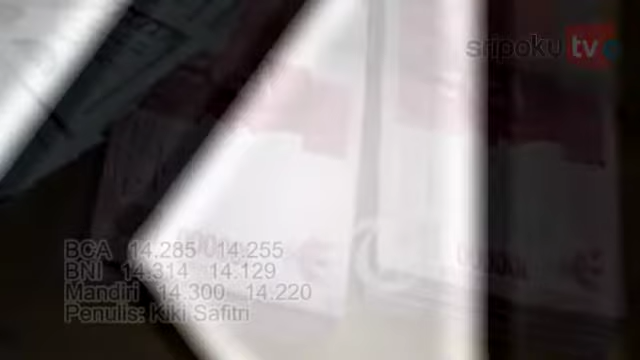 sripoku tv
BCA 14.285 14.255
BNI 14.314 14.129
Mandiri 14.300 14.220
Penulis: Kiki Safitri